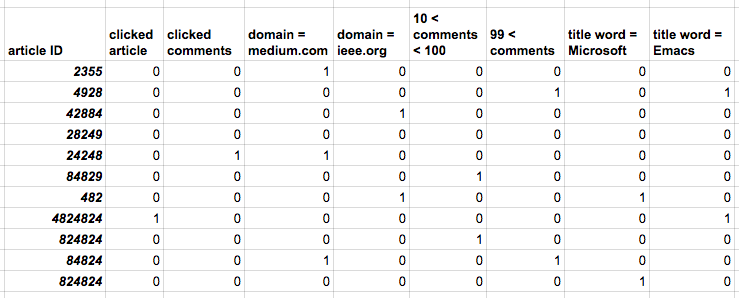 article ID clicked article clicked comments domain = medium.com domain = ieee.org 10 < comments < 100 99 < comments title word = Microsoft title word = Emacs
2355 0 0 1 0 0 0 0 0
4928 0 0 0 0 0 1 0 1
42884 0 0 0 1 0 0 0 0
28249 0 0 0 0 0 0 0 0
24248 0 1 1 0 0 0 0 0
84829 0 0 0 0 1 0 0 0
482 0 0 0 1 0 0 1 0
4824824 1 0 0 0 0 0 0 1
824824 0 0 0 0 1 0 0 0
84824 0 0 1 0 0 1 0 0
824824 0 0 0 0 0 0 1 0